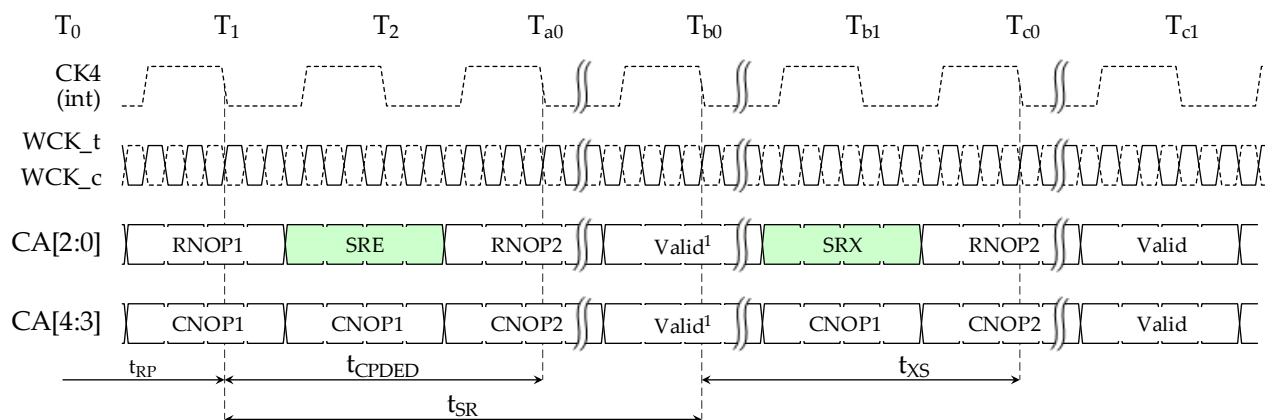 T0 T1 T2 Ta0 Tb0 Tb1 Tc0 Tc1
CK4
(int)
WCK_t
WCK_c
CA[2:0] RNOP1 SRE RNOP2 Valid1 SRX RNOP2 Valid
CA[4:3] CNOP1 CNOP1 CNOP2 Valid1 CNOP1 CNOP2 Valid
tRP tCPDED tXS
tSR